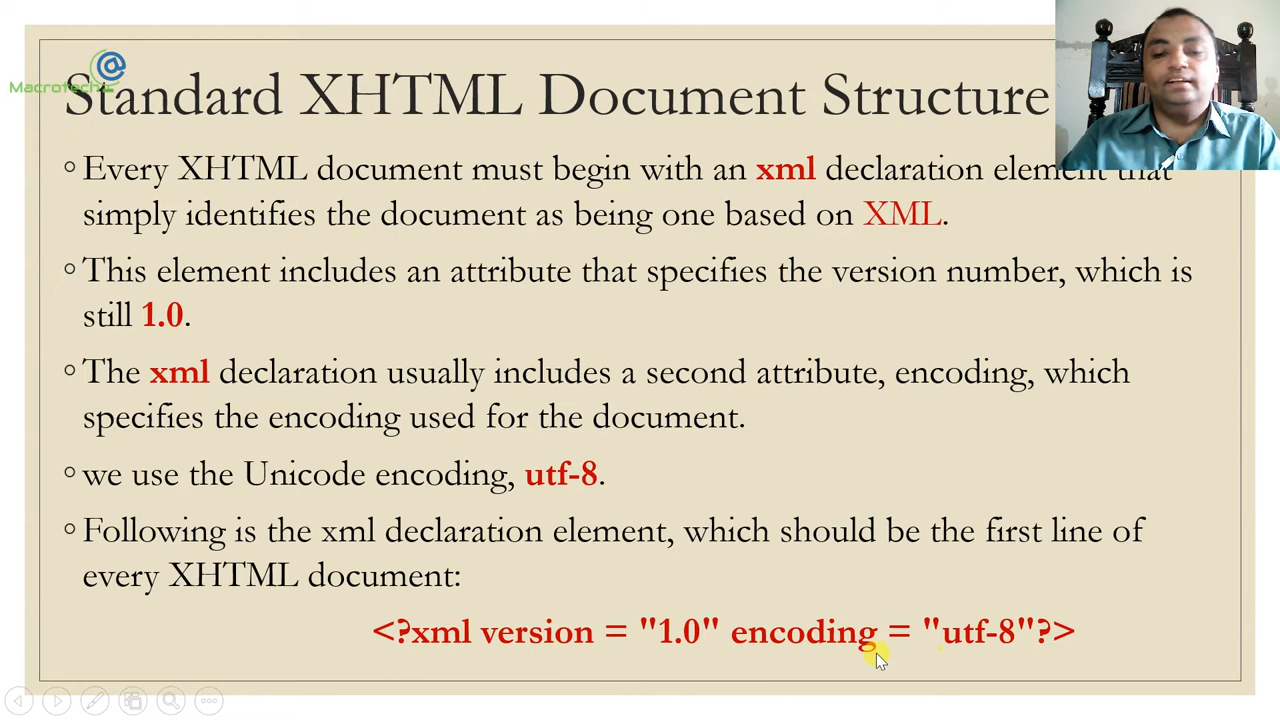 Macrotech
Standard XHTML Document Structure
Every XHTML document must begin with an xml declaration element that
simply identifies the document as being one based on XML.
This element includes an attribute that specifies the version number, which is
still 1.0.
The xml declaration usually includes a second attribute, encoding, which
specifies the encoding used for the document.
we use the Unicode encoding, utf-8.
Following is the xml declaration element, which should be the first line of
every XHTML document:
<?xml version = "1.0" encoding = "utf-8"?>